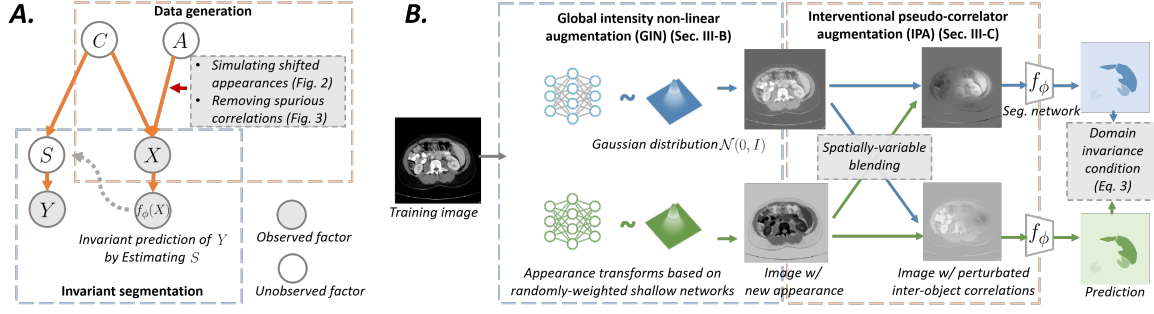 A.
Data generation
C
A
• Simulating shifted
appearances (Fig. 2)
• Removing spurious
correlations (Fig. 3)
S
X
Y
fϕ(X)
Invariant prediction of Y
by Estimating S
Invariant segmentation
Observed factor
Unobserved factor
B.
Training image
Global intensity non-linear
augmentation (GIN) (Sec. III-B)
~
Gaussian distribution N(0, I)
~
Appearance transforms based on
randomly-weighted shallow networks
Image w/
new appearance
Interventional pseudo-correlator
augmentation (IPA) (Sec. III-C)
Spatially-variable
blending
Image w/ perturbated
inter-object correlations
fϕ
Seg. network
fϕ
Domain
invariance
condition
(Eq. 3)
Prediction